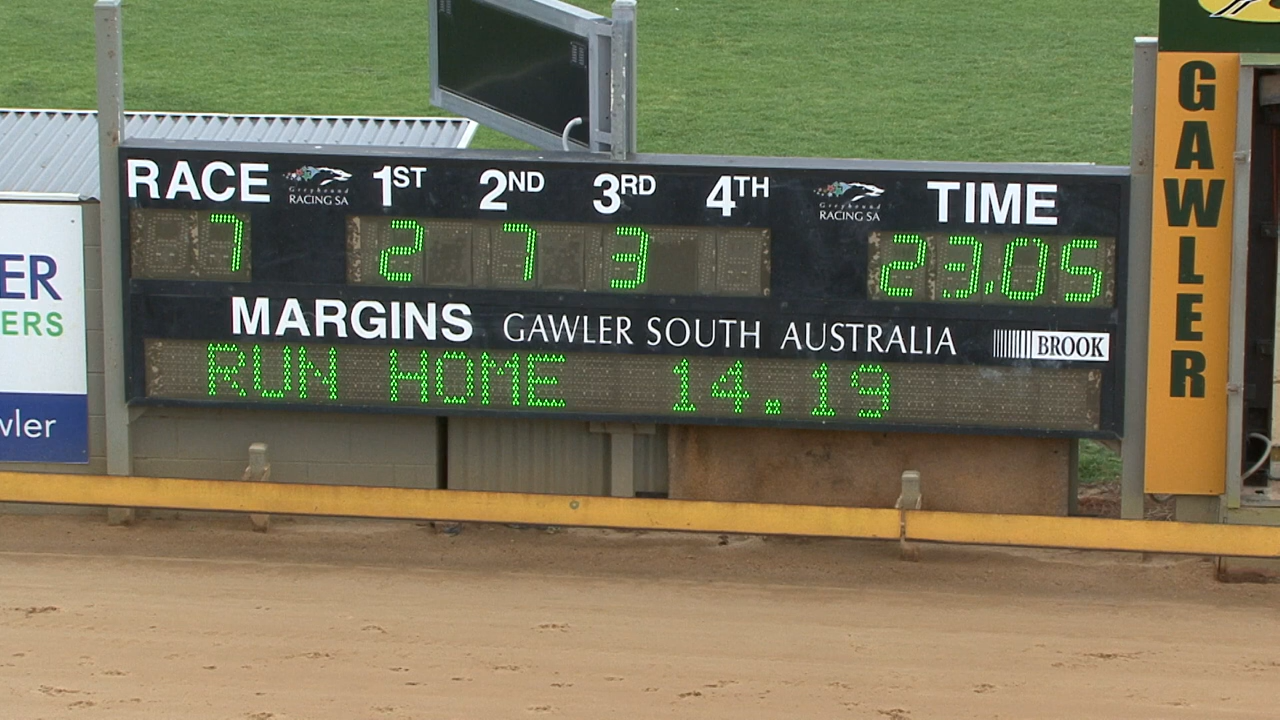 RACE Greyhound RACING SA 1ST 2ND 3RD 4TH Greyhound RACING SA TIME
7 2 7 3 23.05
MARGINS GAWLER SOUTH AUSTRALIA BROOK
RUN HOME 14.19
ER
ERS
wler
GAWLER